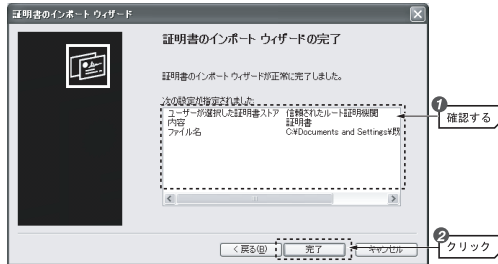 証明書のインポート ウィザード
証明書のインポート ウィザードの完了
証明書のインポート ウィザードが正常に完了しました。
次の設定が指定されました
ユーザーが選択した証明書ストア 信頼されたルート証明機関
内容 証明書
ファイル名 C:¥Documents and Settings¥既
❶
確認する
< 戻る(B)
完了
キャンセル
❷
クリック